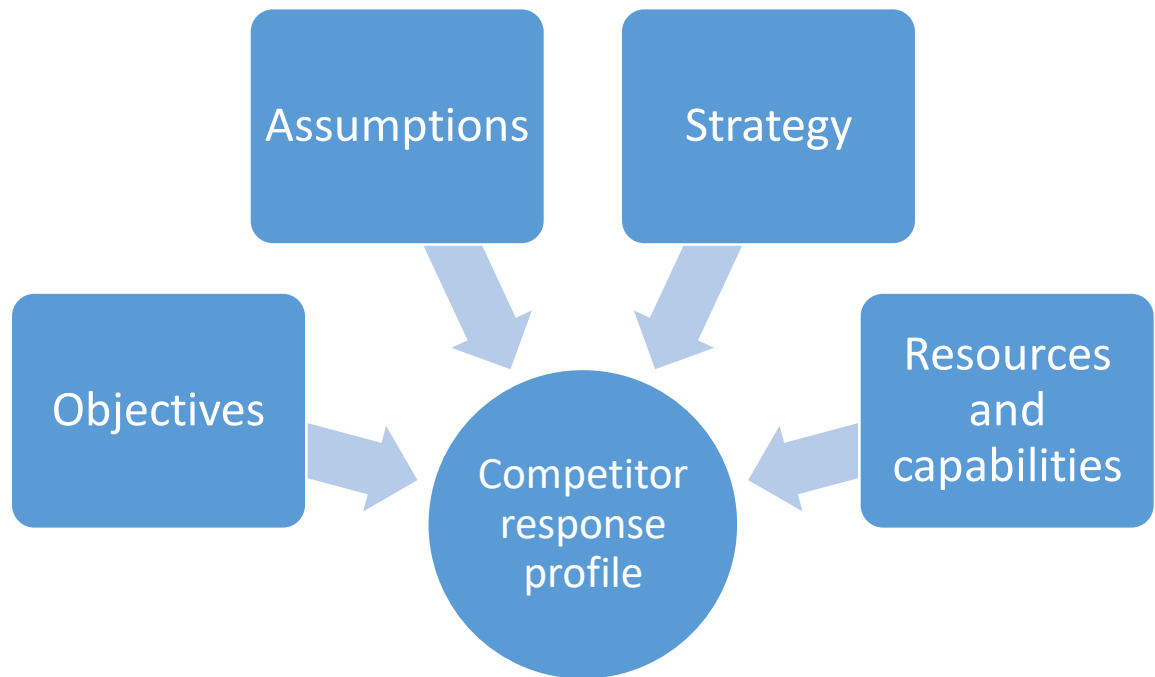 Assumptions
Strategy
Objectives
Resources
and
capabilities
Competitor
response
profile